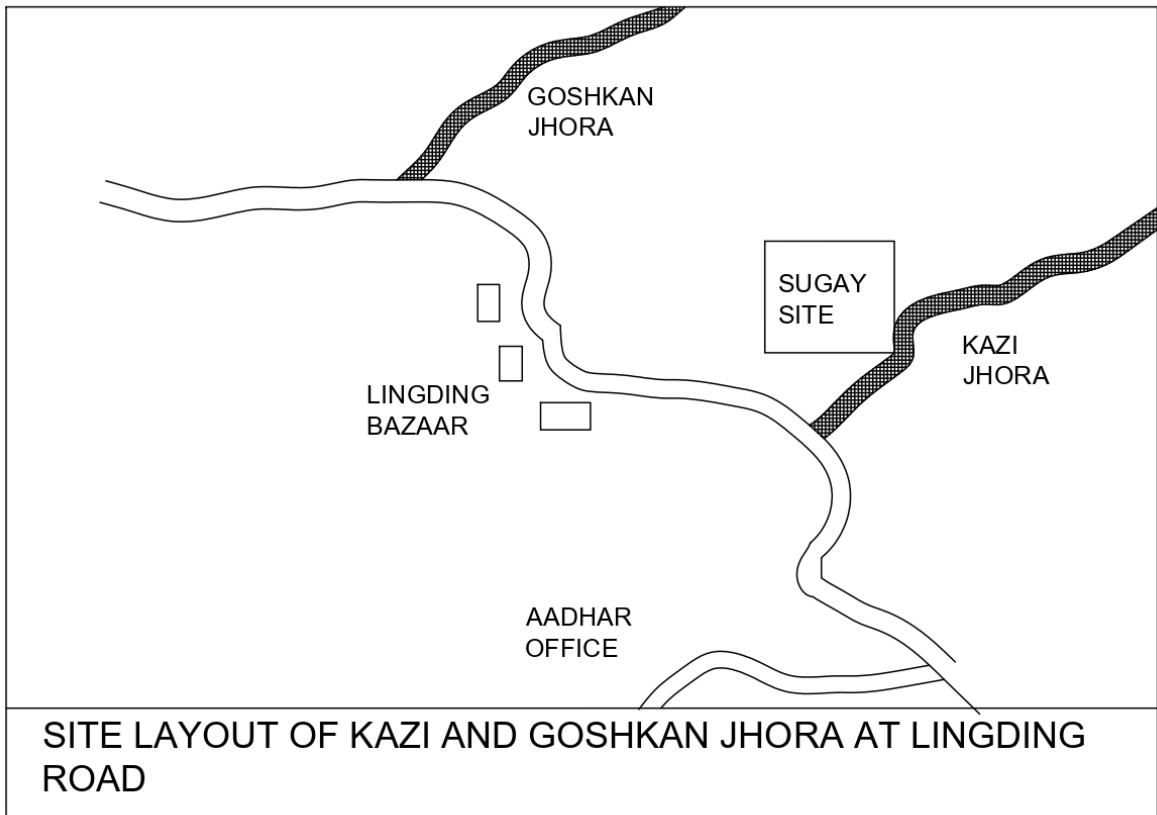 GOSHKAN
JHORA
SUGAY
SITE
KAZI
JHORA
LINGDING
BAZAAR
AADHAR
OFFICE
SITE LAYOUT OF KAZI AND GOSHKAN JHORA AT LINGDING
ROAD